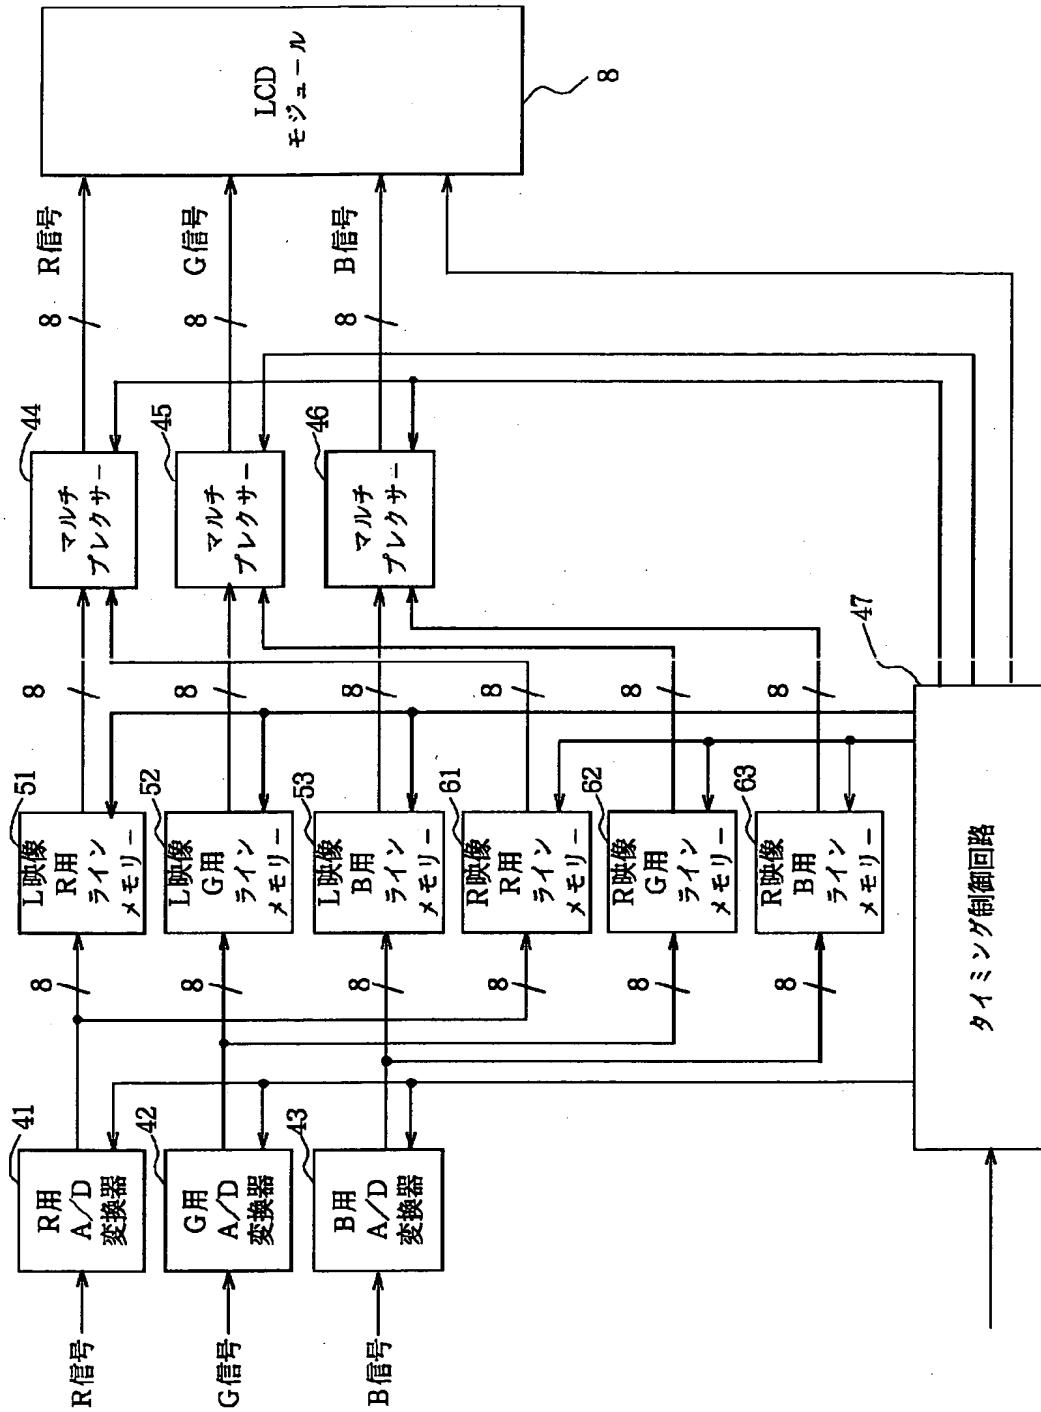 R信号
G信号
B信号
41
R用
A/D
変換器
42
G用
A/D
変換器
43
B用
A/D
変換器
8
8
8
8
8
8
51
L映像
R用
ライン
メモリー
52
L映像
G用
ライン
メモリー
53
L映像
B用
ライン
メモリー
61
R映像
R用
ライン
メモリー
62
R映像
G用
ライン
メモリー
63
R映像
B用
ライン
メモリー
8
8
8
8
8
8
44
マルチ
プレクサー
45
マルチ
プレクサー
46
マルチ
プレクサー
47
タイミング制御回路
8
8
8
R信号
G信号
B信号
LCD
モジュール
8